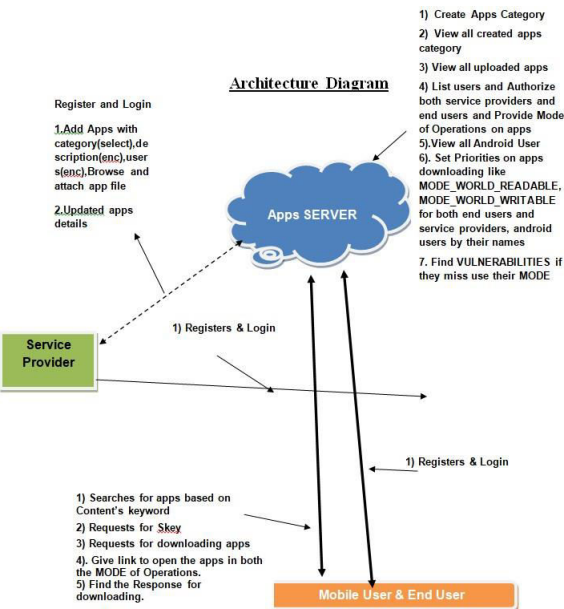 Architecture Diagram
1) Create Apps Category
2) View all created apps
category
3) View all uploaded apps
4) List users and Authorize
both service providers and
end users and Provide Mode
of Operations on apps
5).View all Android User
6). Set Priorities on apps
downloading like
MODE_WORLD_READABLE,
MODE_WORLD_WRITABLE
for both end users and
service providers, android
users by their names
7. Find VULNERABILITIES if
they miss use their MODE
Register and Login
1.Add Apps with
category(select),de
scription(enc),user
s(enc),Browse and
attach app file
2.Updated apps
details
Apps SERVER
1) Registers & Login
Service
Provider
1) Registers & Login
1) Searches for apps based on
Content's keyword
2) Requests for Skey
3) Requests for downloading apps
4). Give link to open the apps in both
the MODE of Operations.
5) Find the Response for
downloading.
Mobile User & End User